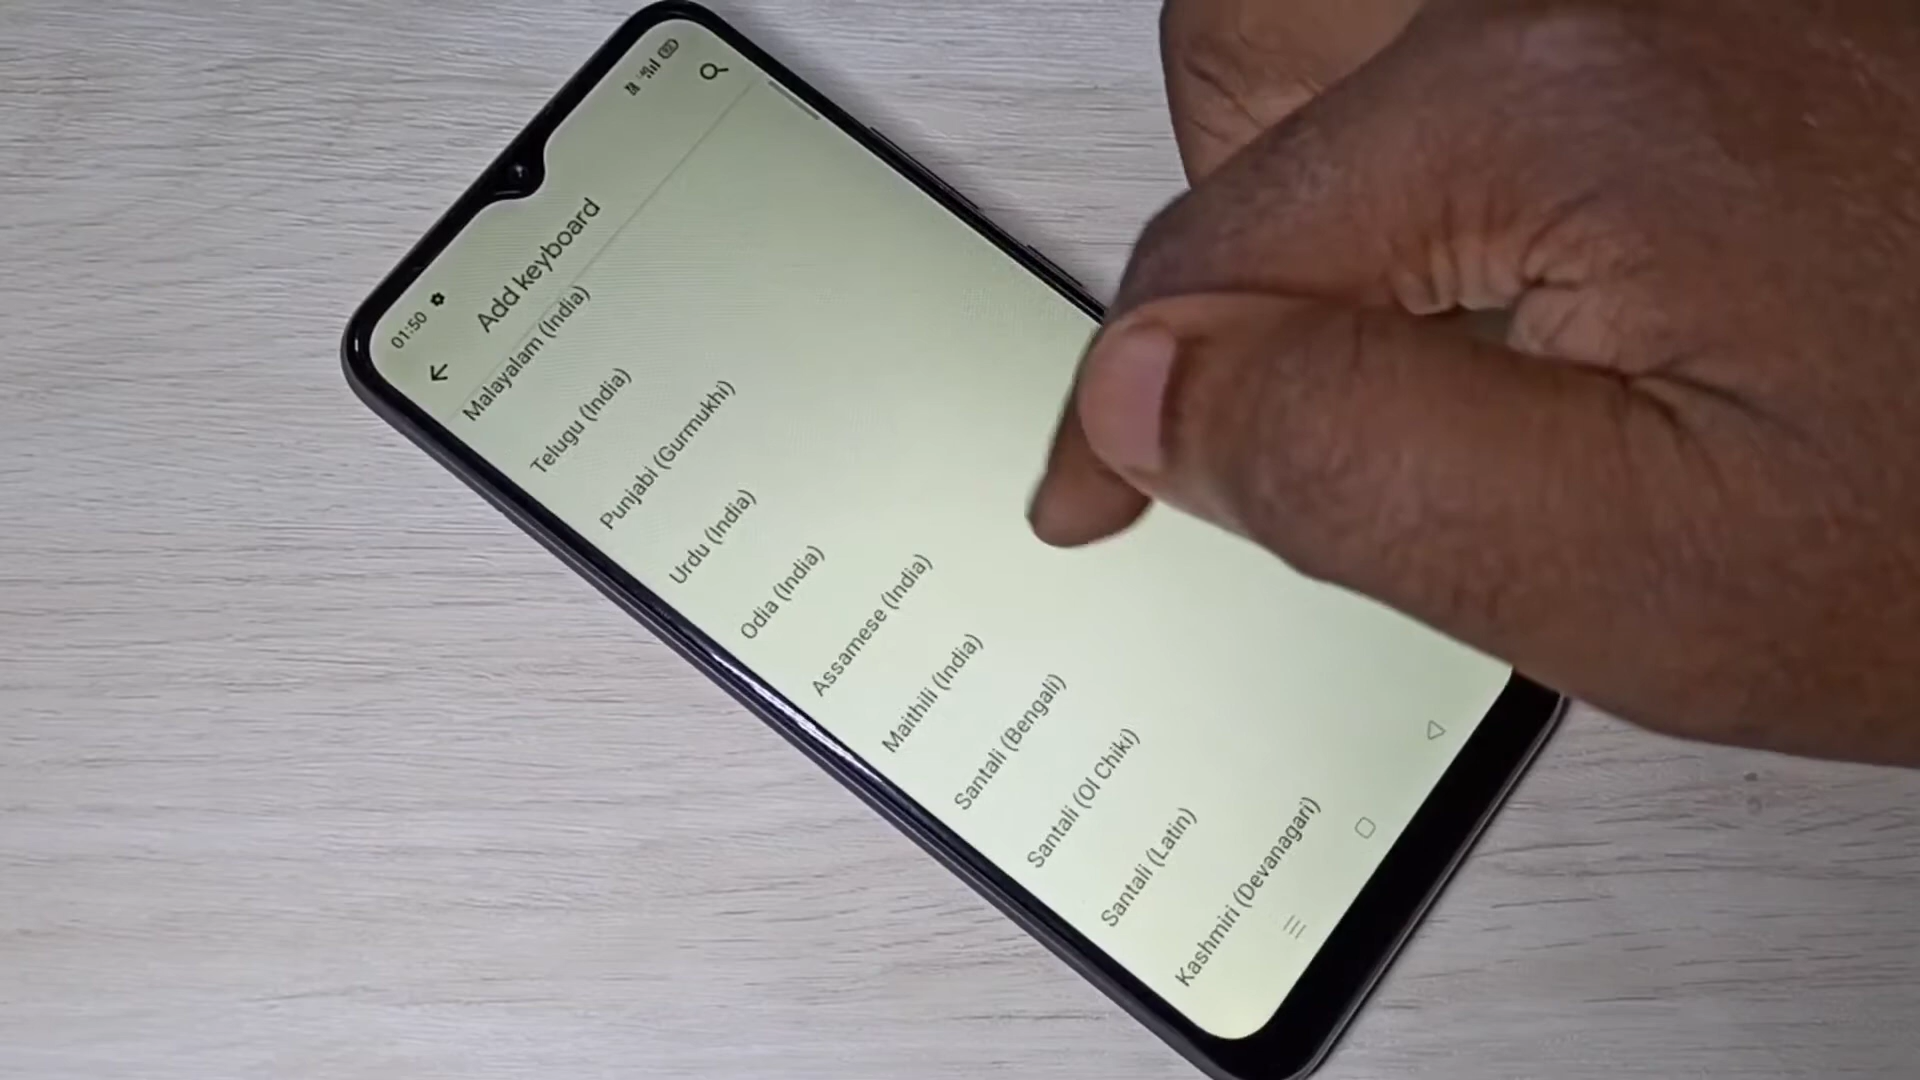 01:50
Add keyboard
Malayalam (India)
Telugu (India)
Punjabi (Gurmukhi)
Urdu (India)
Odia (India)
Assamese (India)
Maithili (India)
Santali (Bengali)
Santali (Ol Chiki)
Santali (Latin)
Kashmiri (Devanagari)